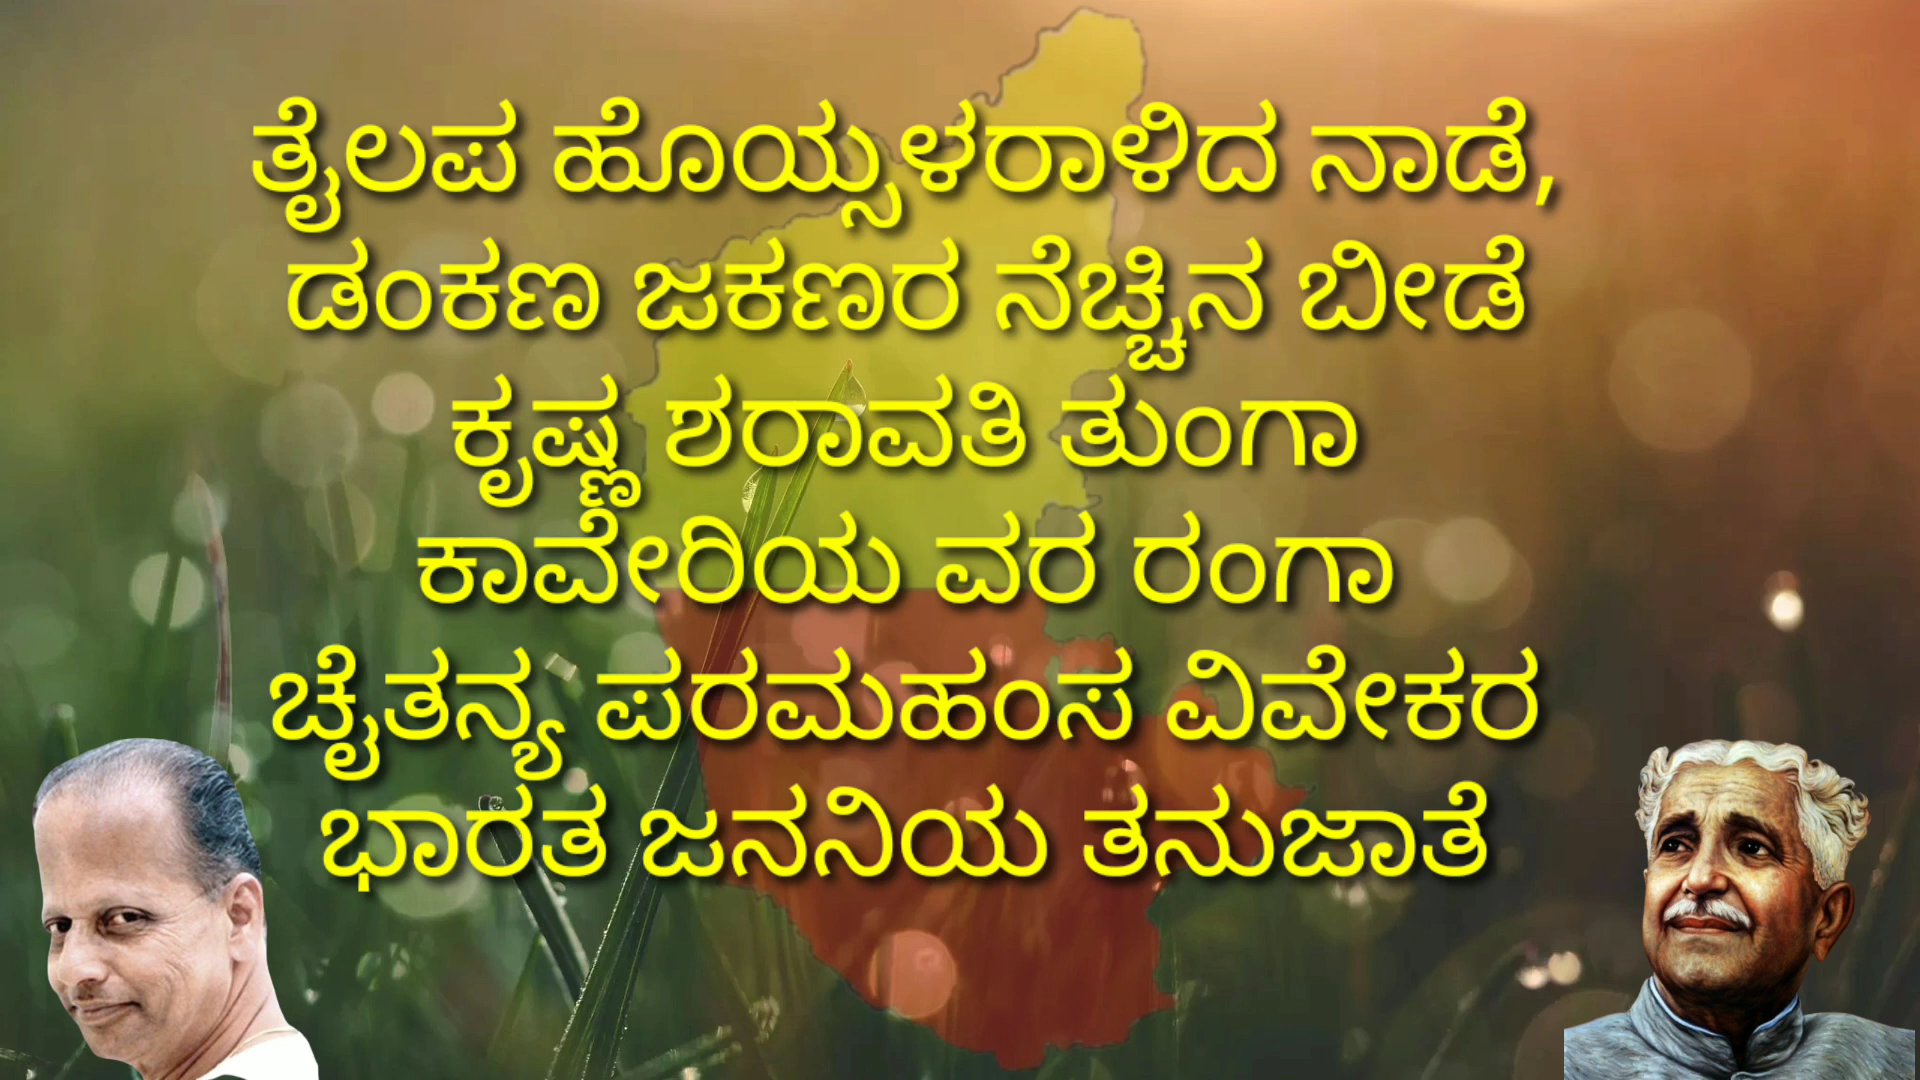 ತೈಲಪ ಹೊಯ್ಸಳರಾಳಿದ ನಾಡೆ,
ಡಂಕಣ ಜಕಣರ ನೆಚ್ಚಿನ ಬೀಡೆ
ಕೃಷ್ಣ ಶರಾವತಿ ತುಂಗಾ
ಕಾವೇರಿಯ ವರ ರಂಗಾ
ಚೈತನ್ಯ ಪರಮಹಂಸ ವಿವೇಕರ
ಭಾರತ ಜನನಿಯ ತನುಜಾತೆ